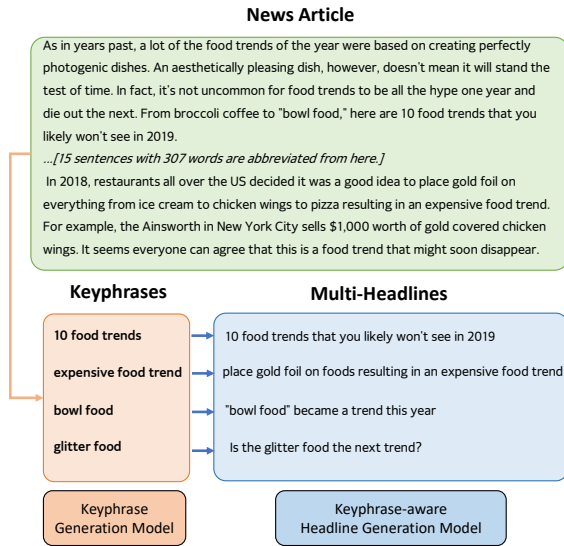 News Article
As in years past, a lot of the food trends of the year were based on creating perfectly
photogenic dishes. An aesthetically pleasing dish, however, doesn't mean it will stand the
test of time. In fact, it's not uncommon for food trends to be all the hype one year and
die out the next. From broccoli coffee to "bowl food," here are 10 food trends that you
likely won't see in 2019.
...[15 sentences with 307 words are abbreviated from here.]
In 2018, restaurants all over the US decided it was a good idea to place gold foil on
everything from ice cream to chicken wings to pizza resulting in an expensive food trend.
For example, the Ainsworth in New York City sells $1,000 worth of gold covered chicken
wings. It seems everyone can agree that this is a food trend that might soon disappear.
Keyphrases
Multi-Headlines
10 food trends
10 food trends that you likely won't see in 2019
expensive food trend
place gold foil on foods resulting in an expensive food trend
bowl food
"bowl food" became a trend this year
glitter food
Is the glitter food the next trend?
Keyphrase
Generation Model
Keyphrase-aware
Headline Generation Model